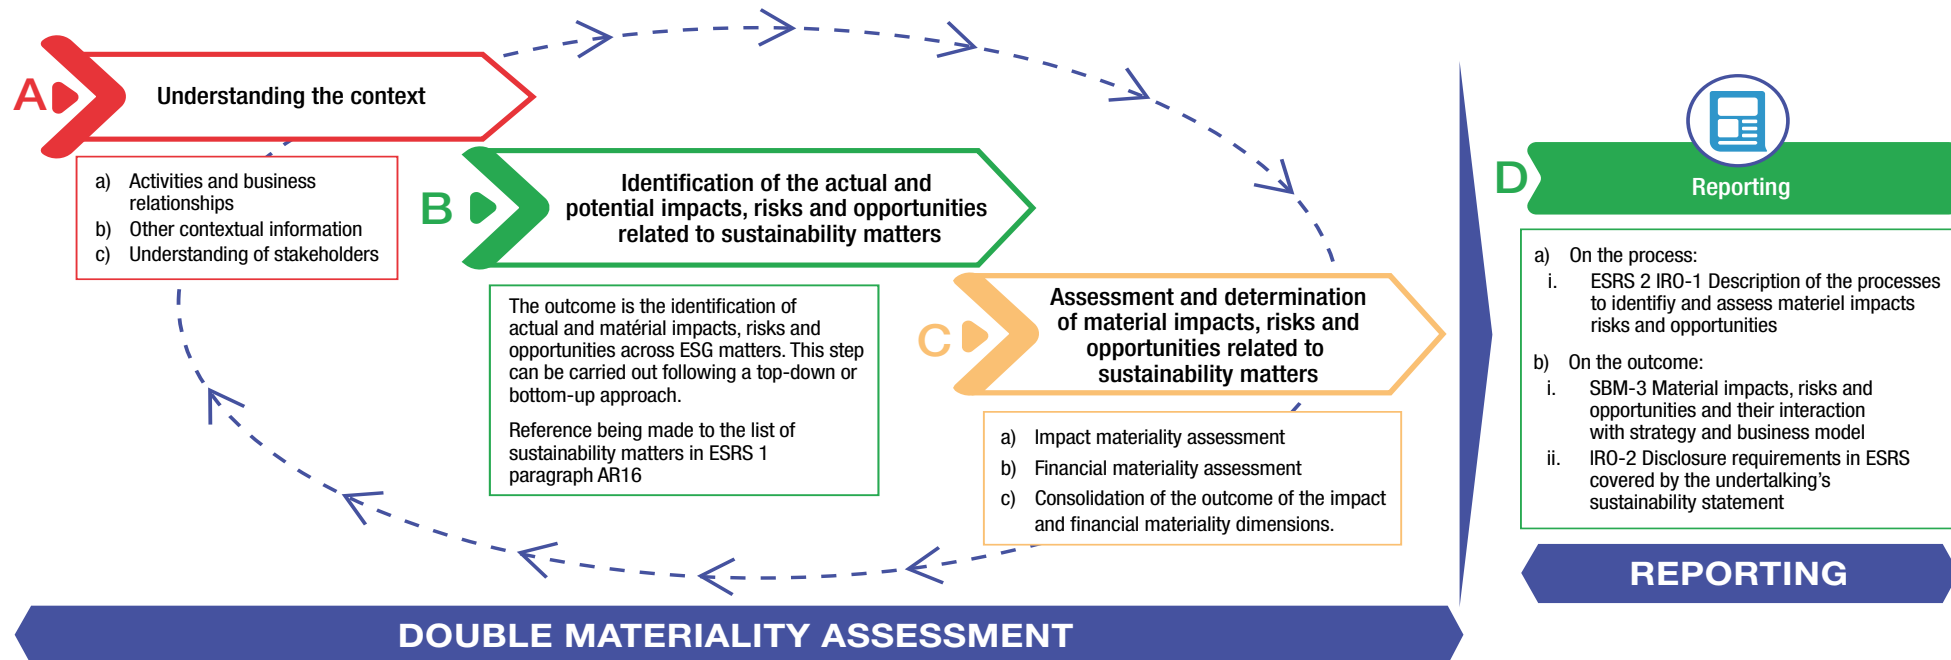 A
Understanding the context
a) Activities and business
relationships
b) Other contextual information
c) Understanding of stakeholders
B
Identification of the actual and
potential impacts, risks and opportunities
related to sustainability matters
The outcome is the identification of
actual and matérial impacts, risks and
opportunities across ESG matters. This step
can be carried out following a top-down or
bottom-up approach.
Reference being made to the list of
sustainability matters in ESRS 1
paragraph AR16
C
Assessment and determination
of material impacts, risks and
opportunities related to
sustainability matters
a) Impact materiality assessment
b) Financial materiality assessment
c) Consolidation of the outcome of the impact
and financial materiality dimensions.
DOUBLE MATERIALITY ASSESSMENT
D
Reporting
a) On the process:
i. ESRS 2 IRO-1 Description of the processes
to identifiy and assess materiel impacts
risks and opportunities
b) On the outcome:
i. SBM-3 Material impacts, risks and
opportunities and their interaction
with strategy and business model
ii. IRO-2 Disclosure requirements in ESRS
covered by the undertalking's
sustainability statement
REPORTING